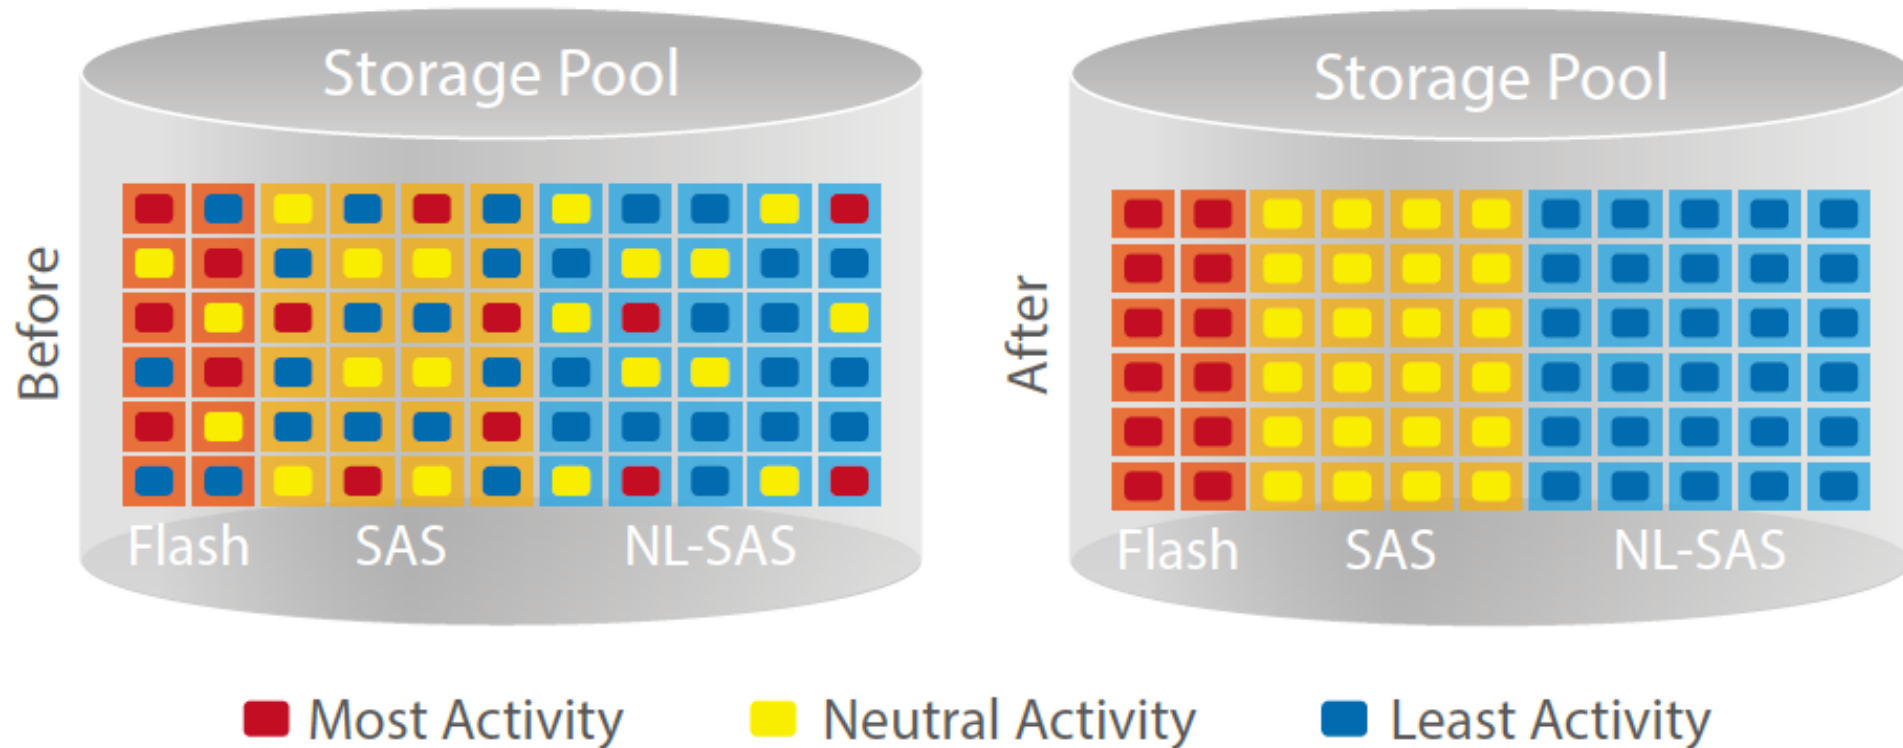 Storage Pool
Before
Flash SAS NL-SAS
Storage Pool
After
Flash SAS NL-SAS
Most Activity Neutral Activity Least Activity